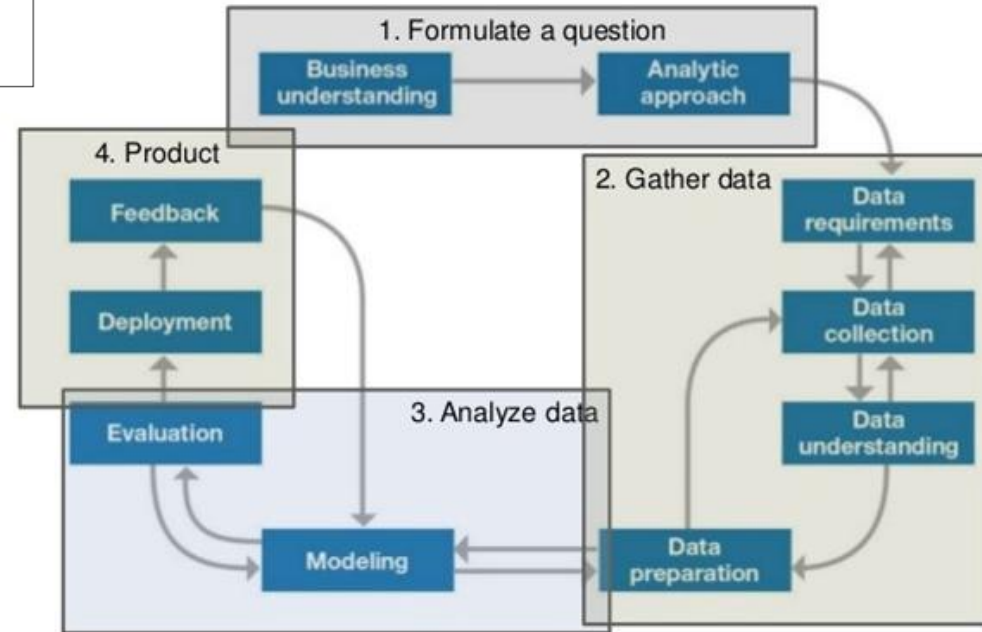 1. Formulate a question
Business
understanding
Analytic
approach
4. Product
Feedback
Deployment
2. Gather data
Data
requirements
Data
collection
Data
understanding
Data
preparation
3. Analyze data
Evaluation
Modeling